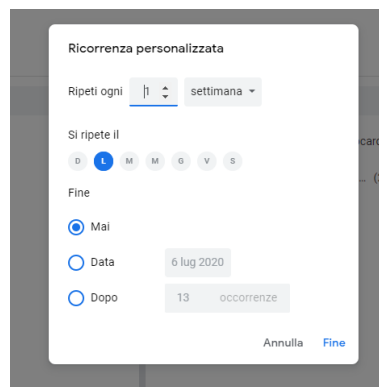 Ricorrenza personalizzata
Ripeti ogni 1 settimana
Si ripete il
D L M M G V S
Fine
Mai
Data 6 lug 2020
Dopo 13 occorrenze
Annulla Fine